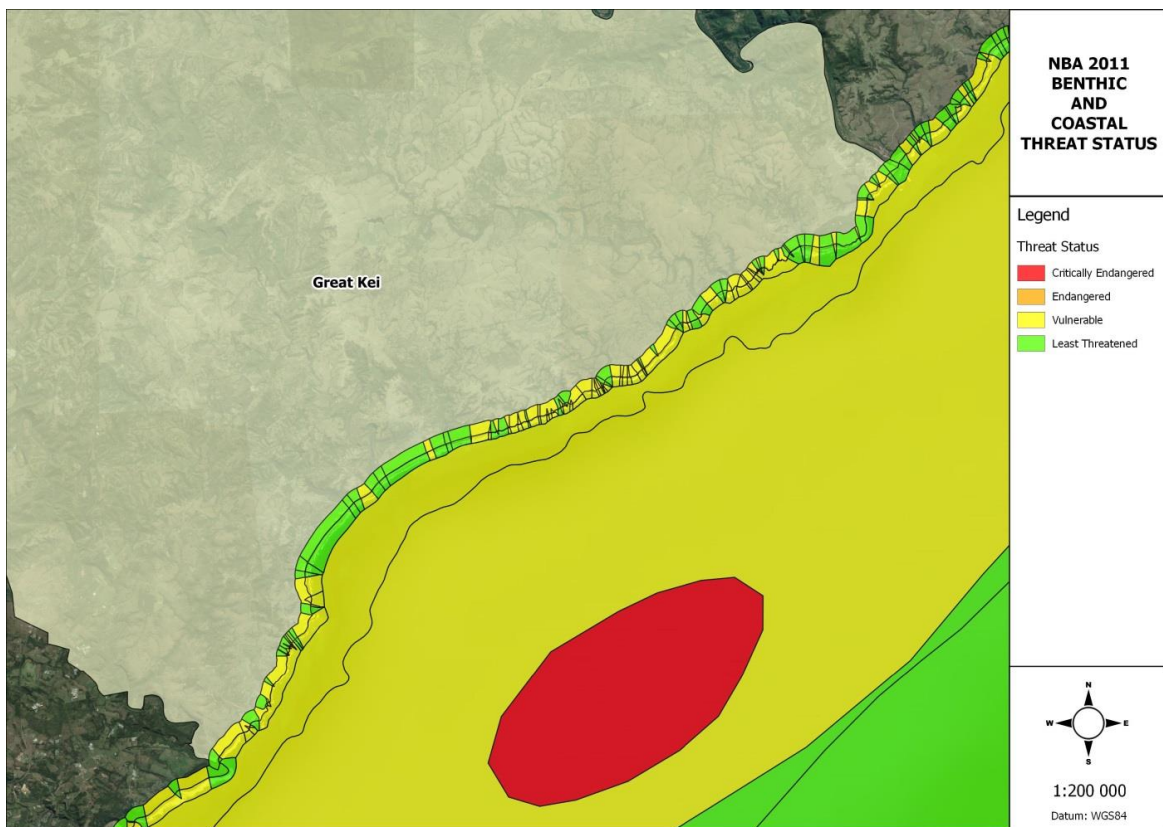 NBA 2011
BENTHIC
AND
COASTAL
THREAT STATUS
Legend
Threat Status
Critically Endangered
Endangered
Vulnerable
Least Threatened
Great Kei
N
W E
S
1:200 000
Datum: WGS84